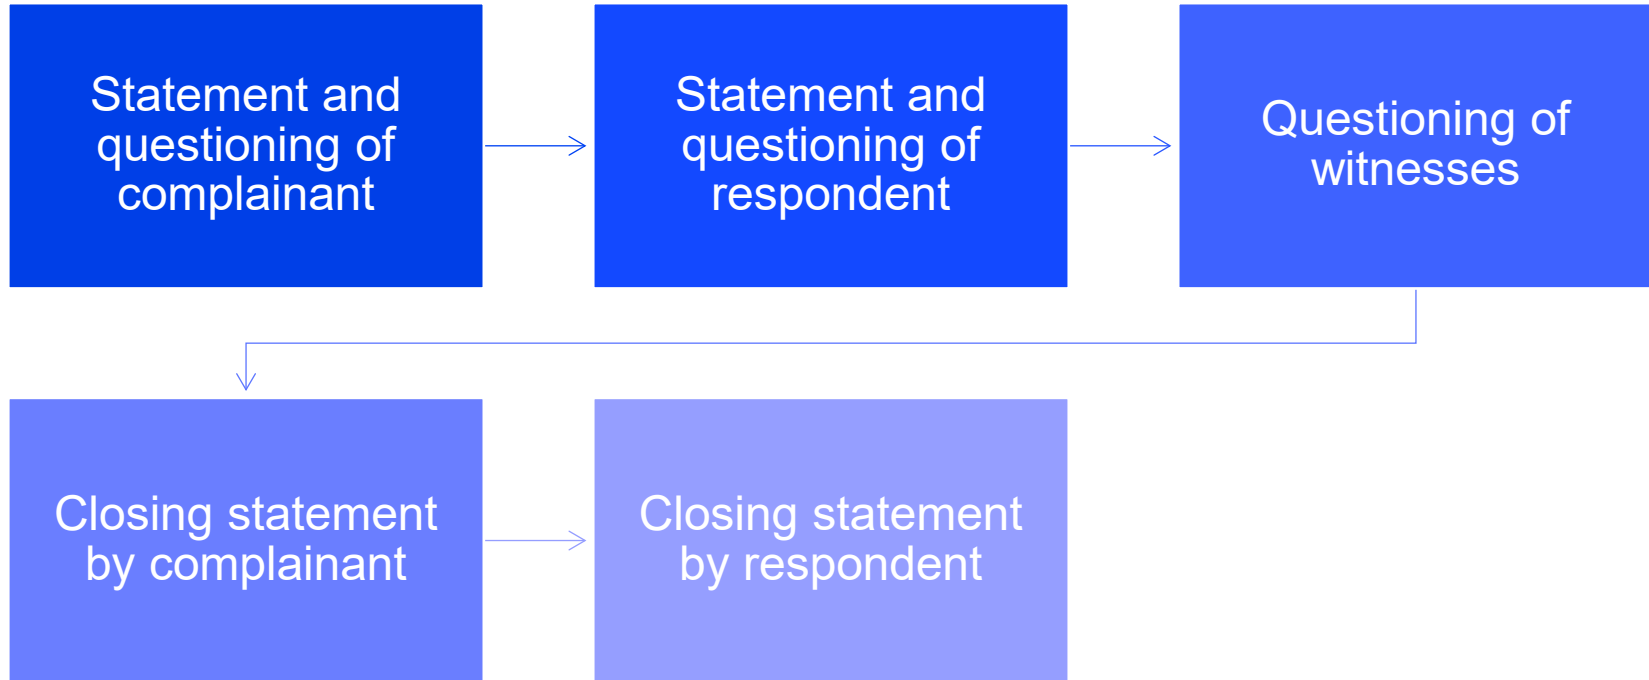 Statement and
questioning of
complainant
Statement and
questioning of
respondent
Questioning of
witnesses
Closing statement
by complainant
Closing statement
by respondent